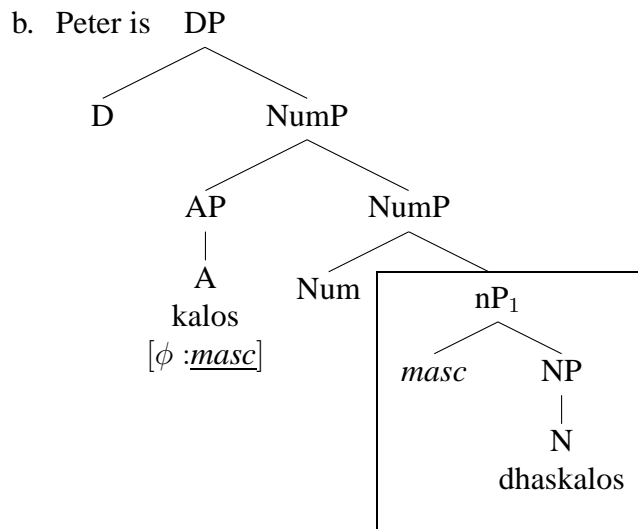 b. Peter is DP
D NumP
AP NumP
A Num nP₁
kalos
[ϕ :masc] masc NP
N
dhaskalos